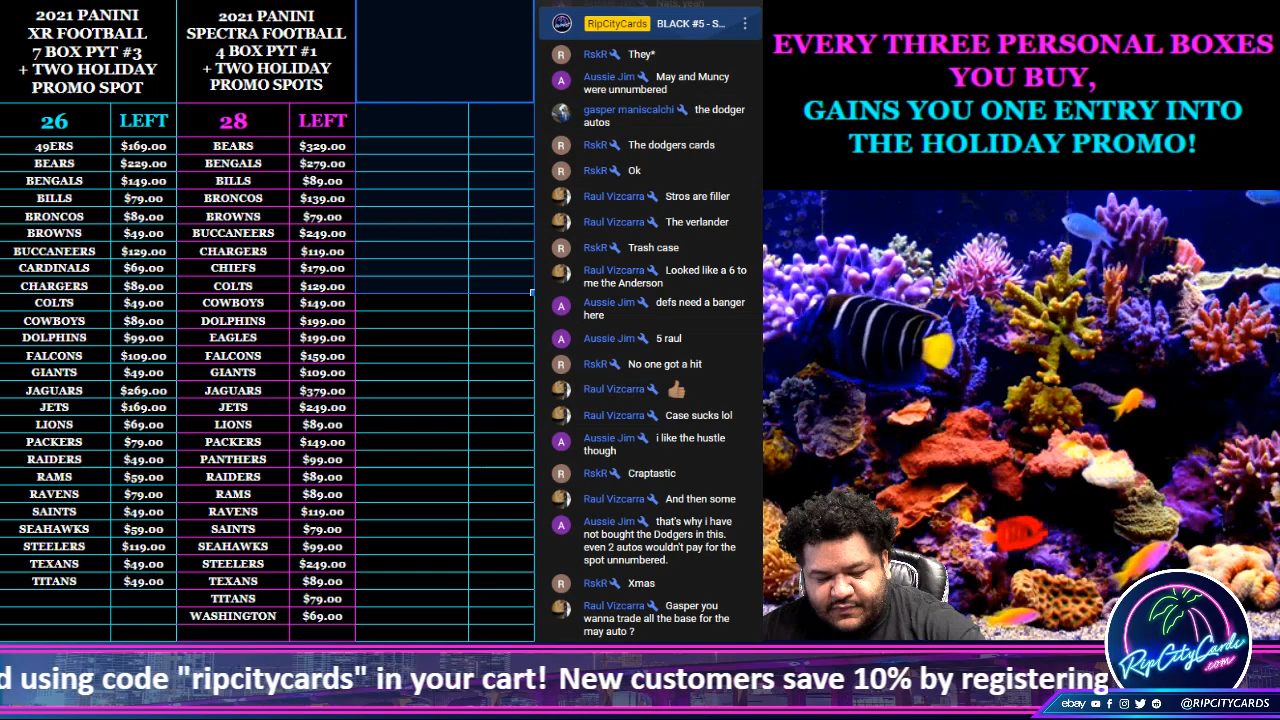 2021 PANINI
XR FOOTBALL
7 BOX PYT #3
+ TWO HOLIDAY
PROMO SPOT
2021 PANINI
SPECTRA FOOTBALL
4 BOX PYT #1
+ TWO HOLIDAY
PROMO SPOTS
26 LEFT 28 LEFT
49ERS $169.00 BEARS $329.00
BEARS $229.00 BENGALS $279.00
BENGALS $149.00 BILLS $89.00
BILLS $79.00 BRONCOS $139.00
BRONCOS $89.00 BROWNS $79.00
BROWNS $49.00 BUCCANEERS $249.00
BUCCANEERS $129.00 CHARGERS $119.00
CARDINALS $69.00 CHIEFS $179.00
CHARGERS $89.00 COLTS $129.00
COLTS $49.00 COWBOYS $149.00
COWBOYS $89.00 DOLPHINS $199.00
DOLPHINS $99.00 EAGLES $199.00
FALCONS $109.00 FALCONS $159.00
GIANTS $49.00 GIANTS $109.00
JAGUARS $269.00 JAGUARS $379.00
JETS $169.00 JETS $249.00
LIONS $69.00 LIONS $89.00
PACKERS $79.00 PACKERS $149.00
RAIDERS $49.00 PANTHERS $99.00
RAMS $59.00 RAIDERS $89.00
RAVENS $79.00 RAMS $89.00
SAINTS $49.00 RAVENS $119.00
SEAHAWKS $59.00 SAINTS $79.00
STEELERS $119.00 SEAHAWKS $99.00
TEXANS $49.00 STEELERS $249.00
TITANS $49.00 TEXANS $89.00
TITANS $79.00
WASHINGTON $69.00
RipCityCards BLACK #5 - S...
R RskR They*
A Aussie Jim May and Muncy
were unnumbered
gasper maniscalchi the dodger
autos
R RskR The dodgers cards
R RskR Ok
Raul Vizcarra Stros are filler
Raul Vizcarra The verlander
R RskR Trash case
Raul Vizcarra Looked like a 6 to
me the Anderson
A Aussie Jim defs need a banger
here
A Aussie Jim 5 raul
R RskR No one got a hit
Raul Vizcarra 👍🏽
Raul Vizcarra Case sucks lol
A Aussie Jim i like the hustle
though
R RskR Craptastic
Raul Vizcarra And then some
A Aussie Jim that's why i have
not bought the Dodgers in this.
even 2 autos wouldn't pay for the
spot unnumbered.
R RskR Xmas
Raul Vizcarra Gasper you
wanna trade all the base for the
may auto ?
EVERY THREE PERSONAL BOXES
YOU BUY,
GAINS YOU ONE ENTRY INTO
THE HOLIDAY PROMO!
RipCityCards
.com
d using code "ripcitycards" in your cart! New customers save 10% by registering
ebay @RIPCITYCARDS